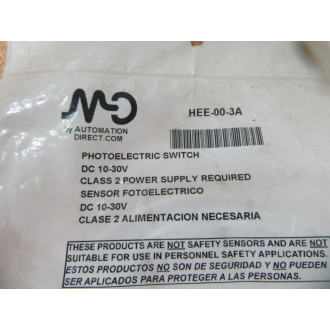 MD
HEE-00-3A
by AUTOMATION
DIRECT.COM
PHOTOELECTRIC SWITCH
DC 10-30V
CLASS 2 POWER SUPPLY REQUIRED
SENSOR FOTOELECTRICO
DC 10-30V
CLASE 2 ALIMENTACION NECESARIA
THESE PRODUCTS ARE NOT SAFETY SENSORS AND ARE NOT
SUITABLE FOR USE IN PERSONNEL SAFETY APPLICATIONS.
ESTOS PRODUCTOS NO SON DE SEGURIDAD Y NO PUEDEN
SER APLICADOS PARA PROTEGER A LAS PERSONAS.